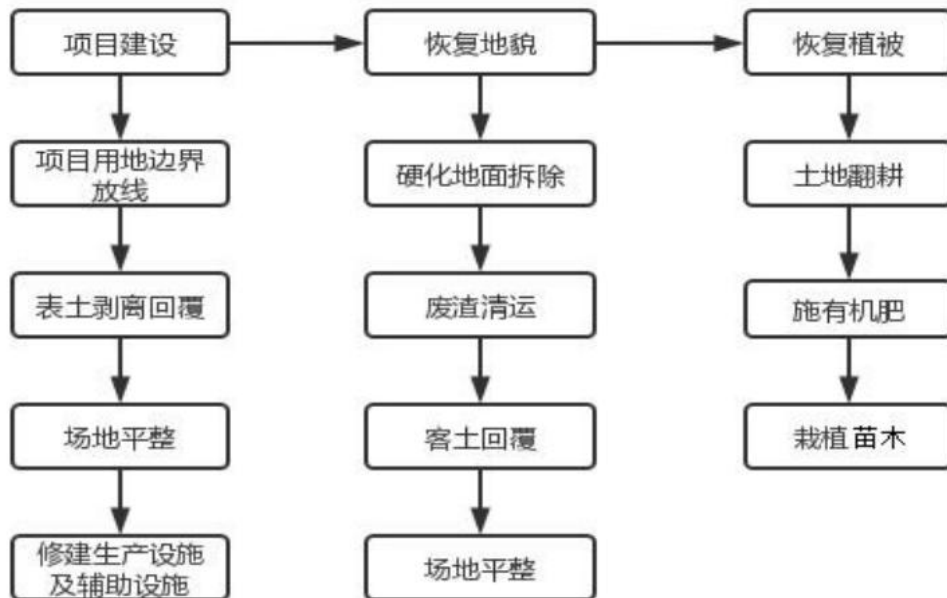 项目建设
恢复地貌
恢复植被
项目用地边界
放线
硬化地面拆除
土地翻耕
表土剥离回覆
废渣清运
施有机肥
场地平整
客土回覆
栽植苗木
修建生产设施
及辅助设施
场地平整